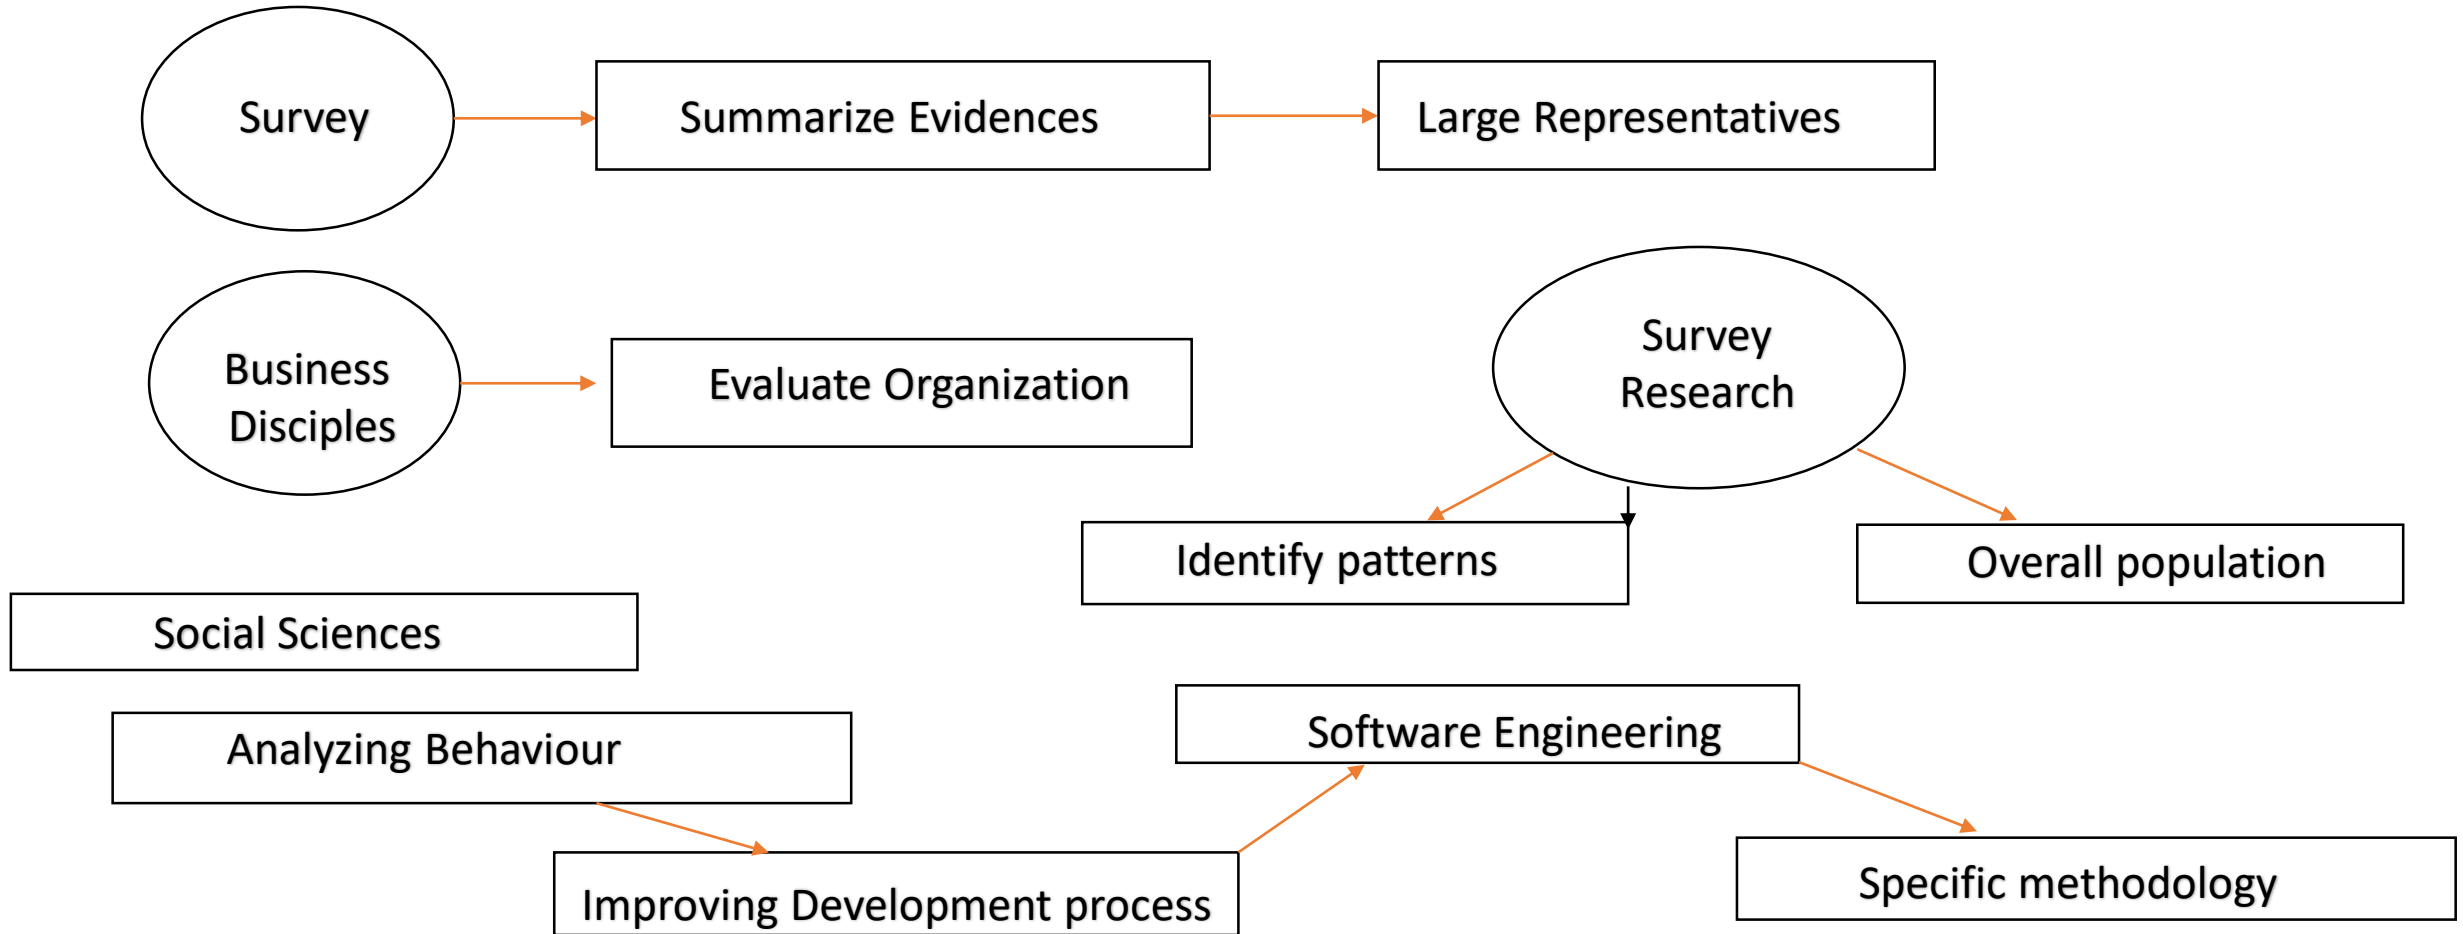 Survey
Summarize Evidences
Large Representatives
Business
Disciples
Evaluate Organization
Survey
Research
Identify patterns
Overall population
Social Sciences
Analyzing Behaviour
Software Engineering
Improving Development process
Specific methodology